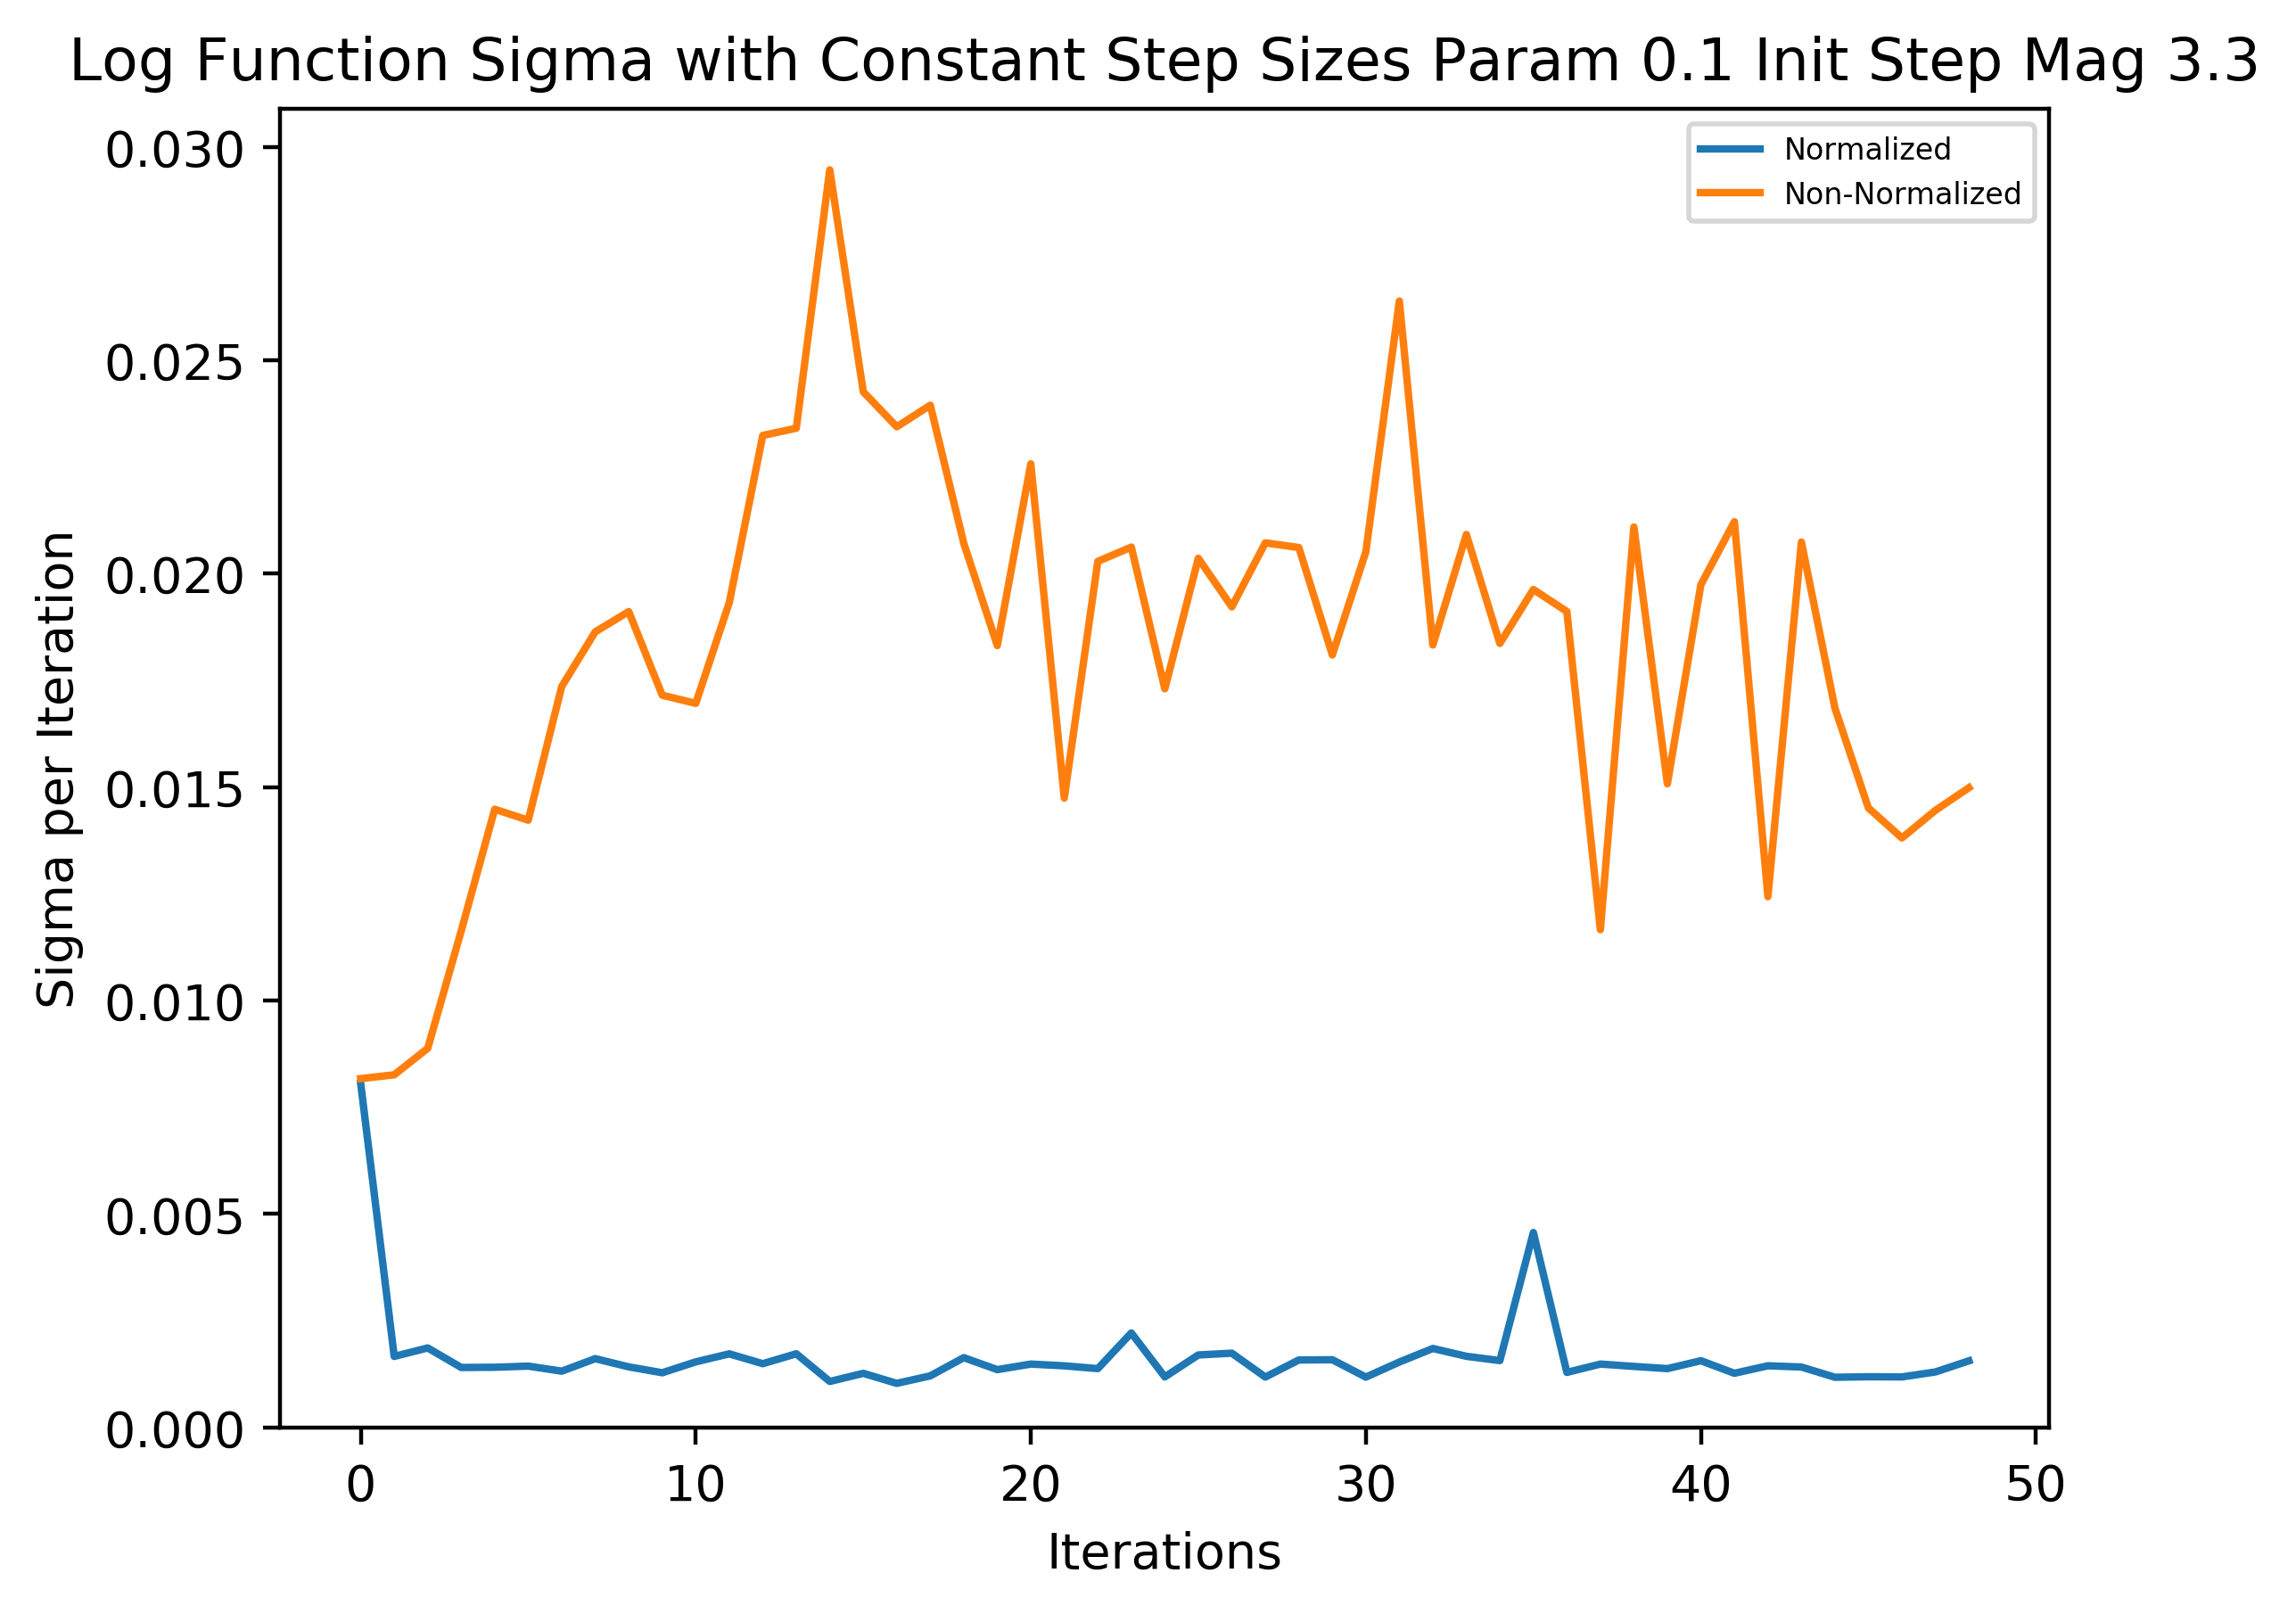 Log Function Sigma with Constant Step Sizes Param 0.1 Init Step Mag 3.3
Normalized
Non-Normalized
0.030
0.025
0.020
0.015
0.010
0.005
0.000
Sigma per Iteration
0 10 20 30 40 50
Iterations